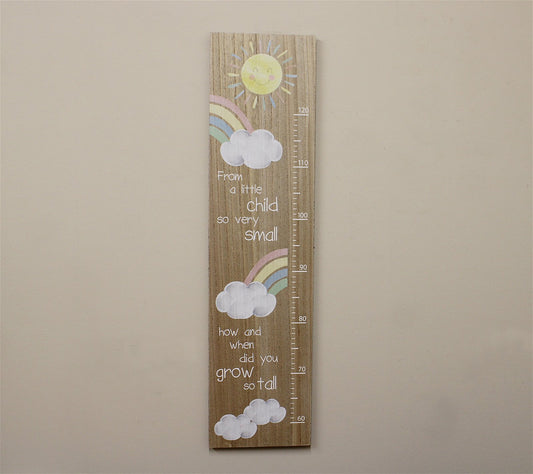 120
110
From
a little
child
so very
small
100
90
80
how and
when
did you
grow
so tall
70
60